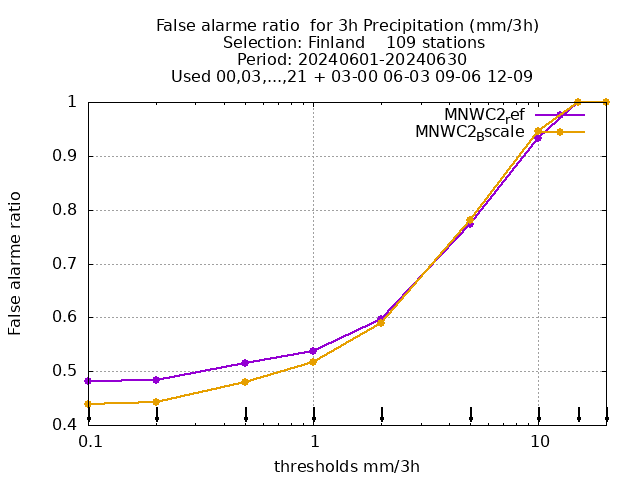 False alarme ratio  for 3h Precipitation (mm/3h)
Selection: Finland    109 stations
Period: 20240601-20240630
Used 00,03,...,21 + 03-00 06-03 09-06 12-09
MNWC2ref
MNWC2Bscale
False alarme ratio
1
0.9
0.8
0.7
0.6
0.5
0.4
0.1 1 10
thresholds mm/3h